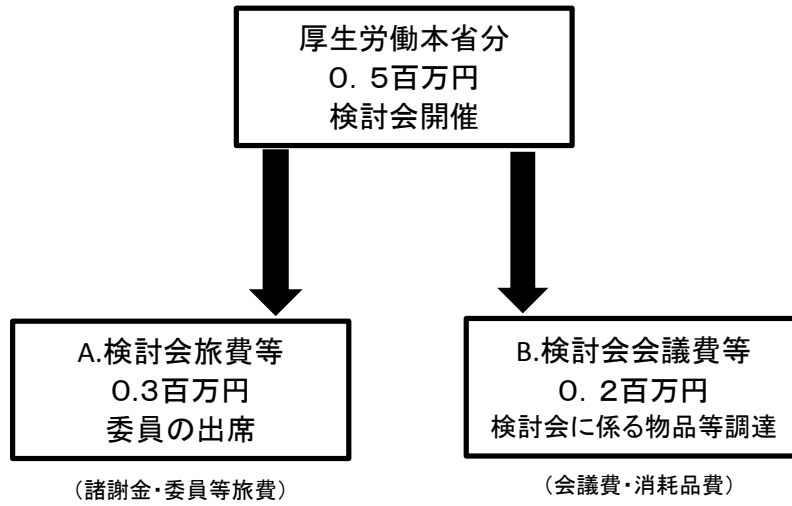 厚生労働本省分
０．５百万円
検討会開催
A.検討会旅費等
０.３百万円
委員の出席
（諸謝金・委員等旅費）
B.検討会会議費等
０．２百万円
検討会に係る物品等調達
（会議費・消耗品費）